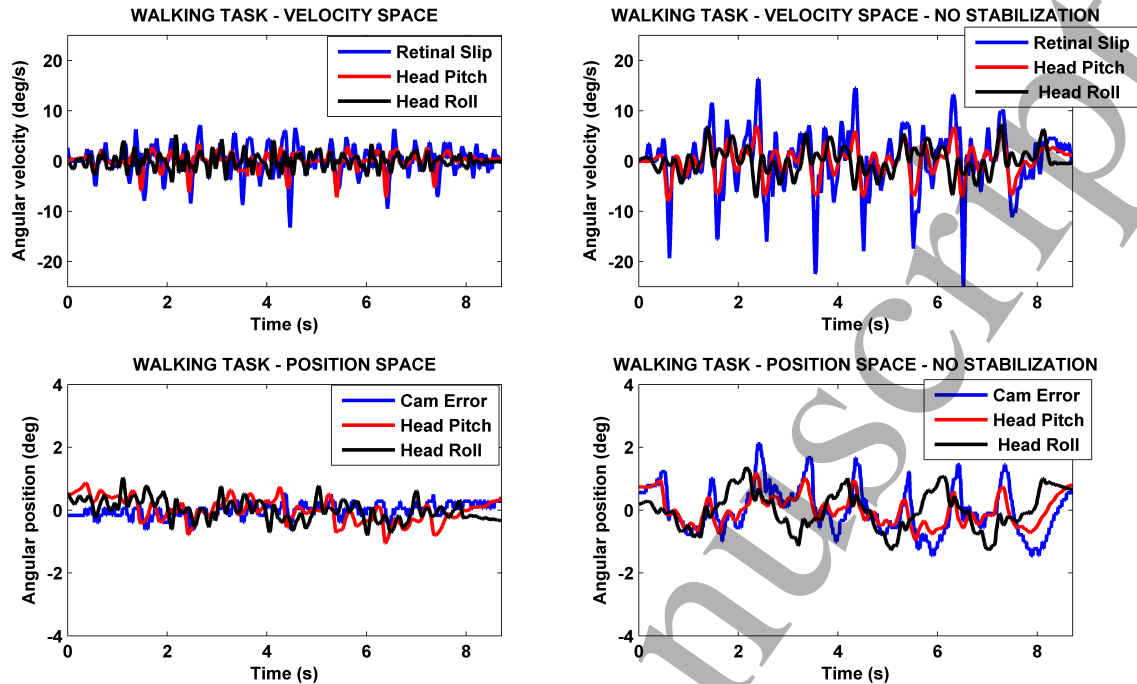 WALKING TASK - VELOCITY SPACE
20
10
0
-10
-20
Angular velocity (deg/s)
Retinal Slip
Head Pitch
Head Roll
0 2 4 6 8
Time (s)
WALKING TASK - VELOCITY SPACE - NO STABILIZATION
20
10
0
-10
-20
Angular velocity (deg/s)
Retinal Slip
Head Pitch
Head Roll
0 2 4 6 8
Time (s)
WALKING TASK - POSITION SPACE
4
2
0
-2
-4
Angular position (deg)
Cam Error
Head Pitch
Head Roll
0 2 4 6 8
Time (s)
WALKING TASK - POSITION SPACE - NO STABILIZATION
4
2
0
-2
-4
Angular position (deg)
Cam Error
Head Pitch
Head Roll
0 2 4 6 8
Time (s)
nuscrip